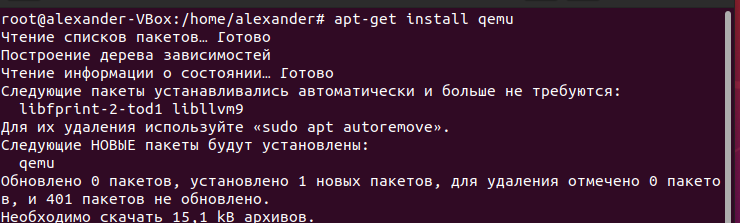 root@alexander-VBox:/home/alexander# apt-get install qemu
Чтение списков пакетов… Готово
Построение дерева зависимостей
Чтение информации о состоянии… Готово
Следующие пакеты устанавливались автоматически и больше не требуются:
  libfprint-2-tod1 libllvm9
Для их удаления используйте «sudo apt autoremove».
Следующие НОВЫЕ пакеты будут установлены:
  qemu
Обновлено 0 пакетов, установлено 1 новых пакетов, для удаления отмечено 0 пакето
в, и 401 пакетов не обновлено.
Необходимо скачать 15,1 kB архивов.